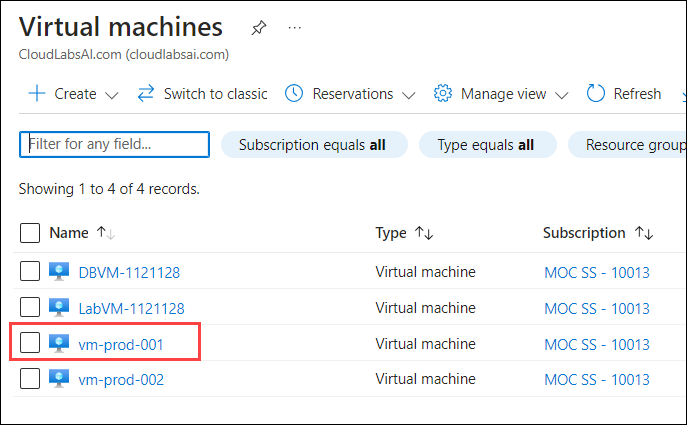 Virtual machines
CloudLabsAI.com (cloudlabsai.com)
Create Switch to classic Reservations Manage view Refresh
Filter for any field... Subscription equals all Type equals all Resource group
Showing 1 to 4 of 4 records.
Name Type Subscription
DBVM-1121128 Virtual machine MOC SS - 10013
LabVM-1121128 Virtual machine MOC SS - 10013
vm-prod-001 Virtual machine MOC SS - 10013
vm-prod-002 Virtual machine MOC SS - 10013